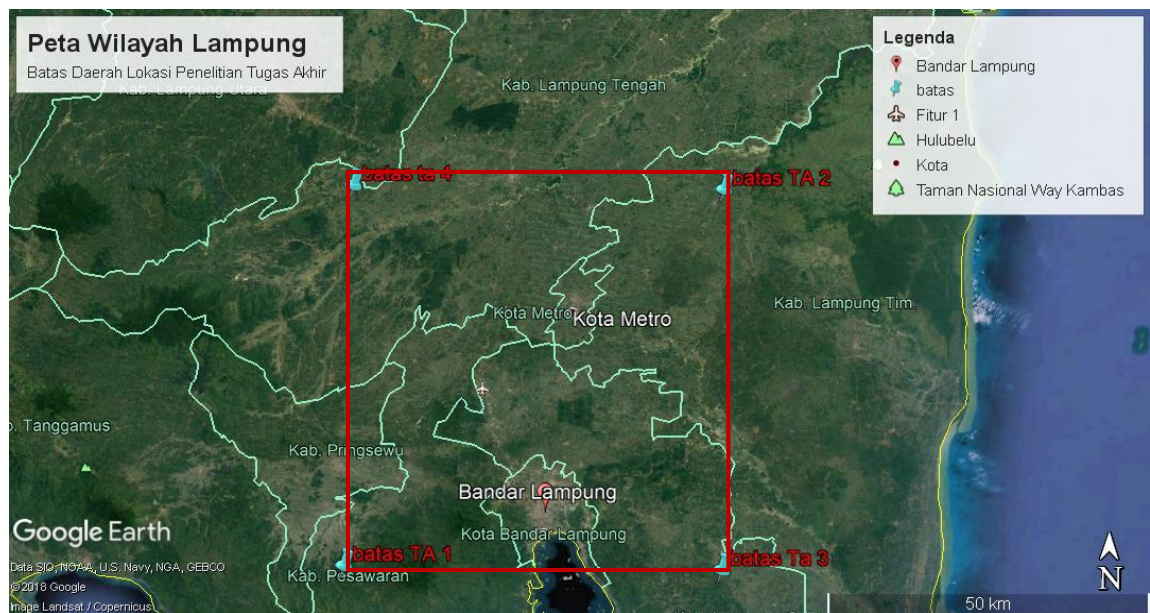 Peta Wilayah Lampung
Batas Daerah Lokasi Penelitian Tugas Akhir
Kab. Lampung Utara
Kab. Lampung Tengah
Legenda
Bandar Lampung
batas
Fitur 1
Hulubelu
Kota
Taman Nasional Way Kambas
batas ta 4
batas TA 2
Kab. Lampung Tim.
Kota Metro
Kota Metro
b. Tanggamus
Kab. Pringsewu
Bandar Lampung
Kota Bandar Lampung
Google Earth
batas TA 1
batas Ta 3
Data SIO, NOAA, U.S. Navy, NGA, GEBCO
Kab. Pesawaran
©2018 Google
Image Landsat / Copernicus
N
50 km